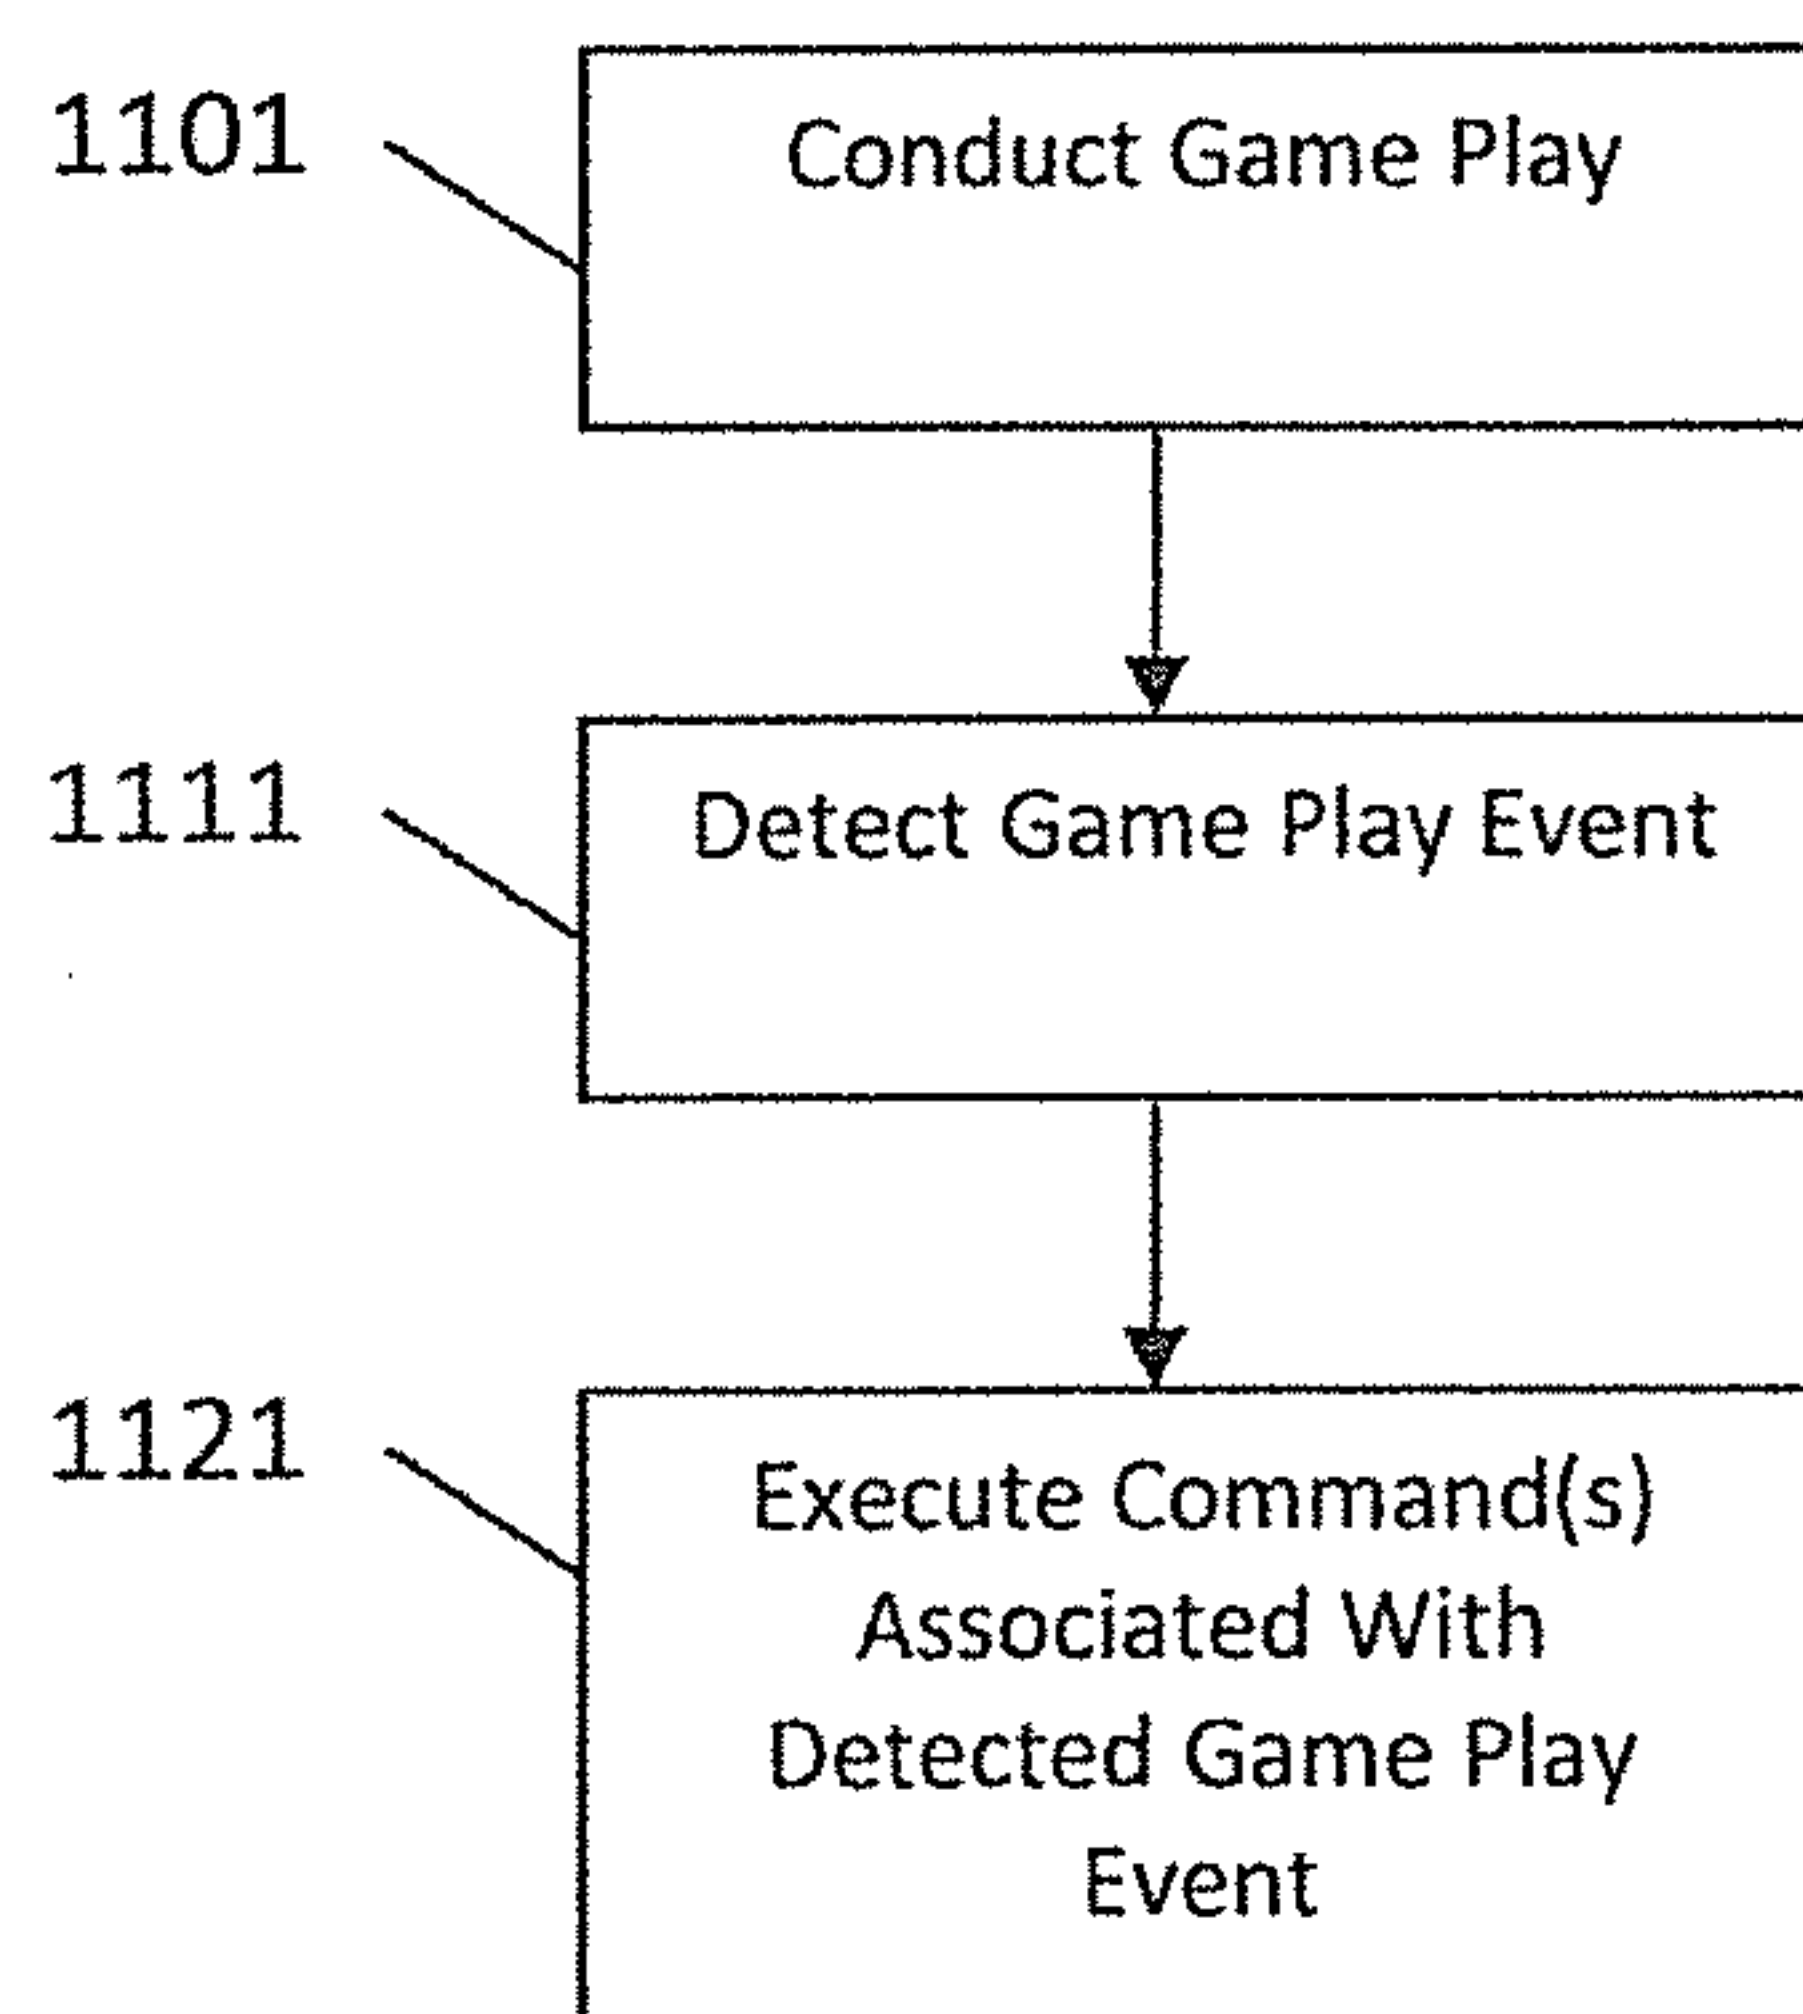 1101
Conduct Game Play
1111
Detect Game Play Event
1121
Execute Command(s)
Associated With
Detected Game Play
Event